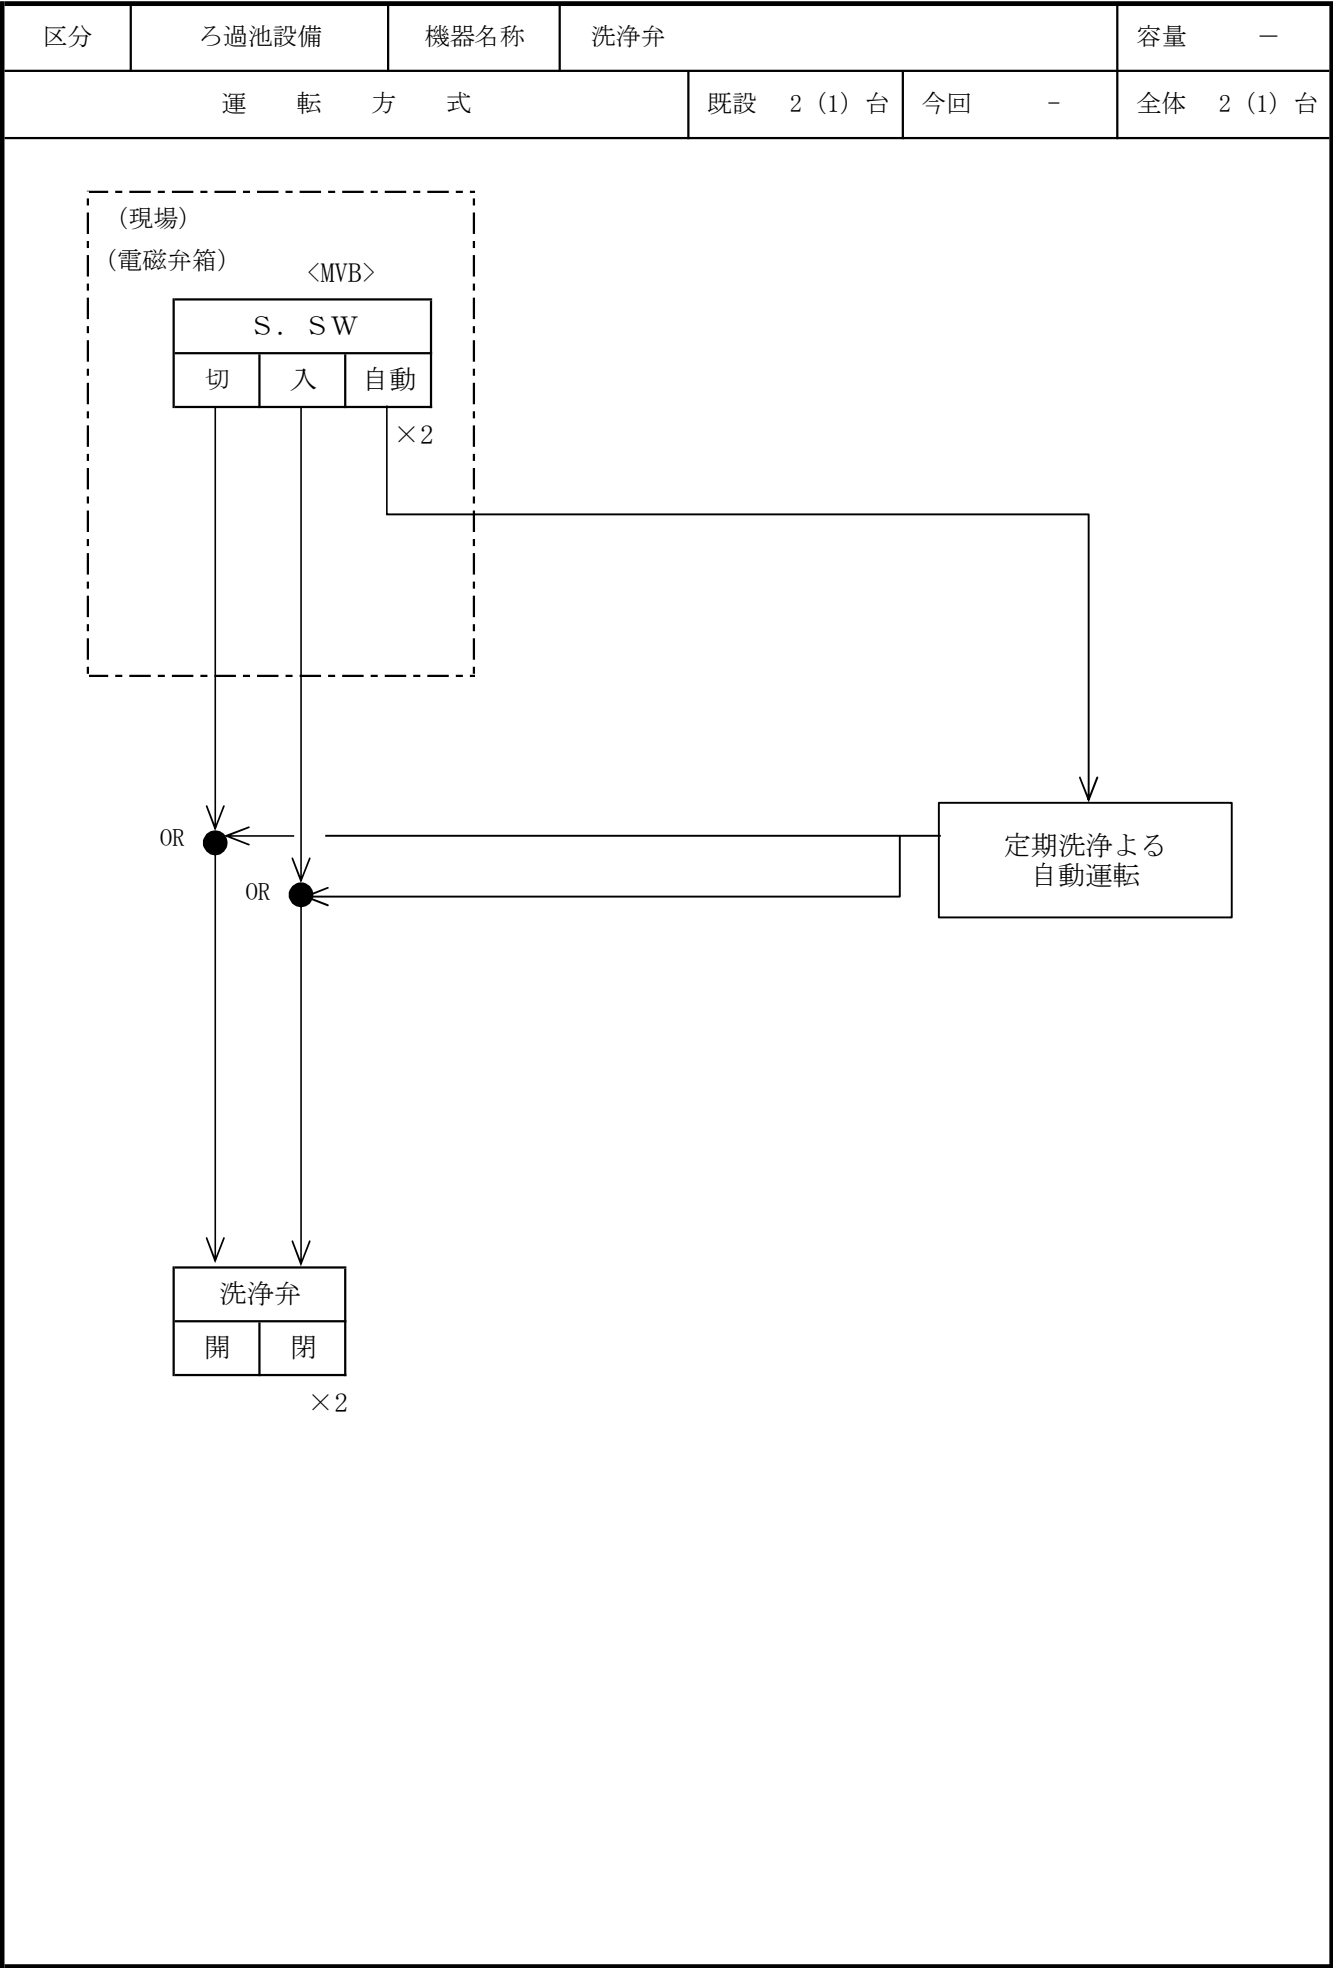 区分 ろ過池設備 機器名称 洗浄弁 容量 －
運 転 方 式 既設 2 (1) 台 今回 - 全体 2 (1) 台
(現場)
(電磁弁箱)
<MVB>
Ｓ．ＳＷ
切 入 自動
×2
OR
定期洗浄よる
自動運転
OR
洗浄弁
開 閉
×2